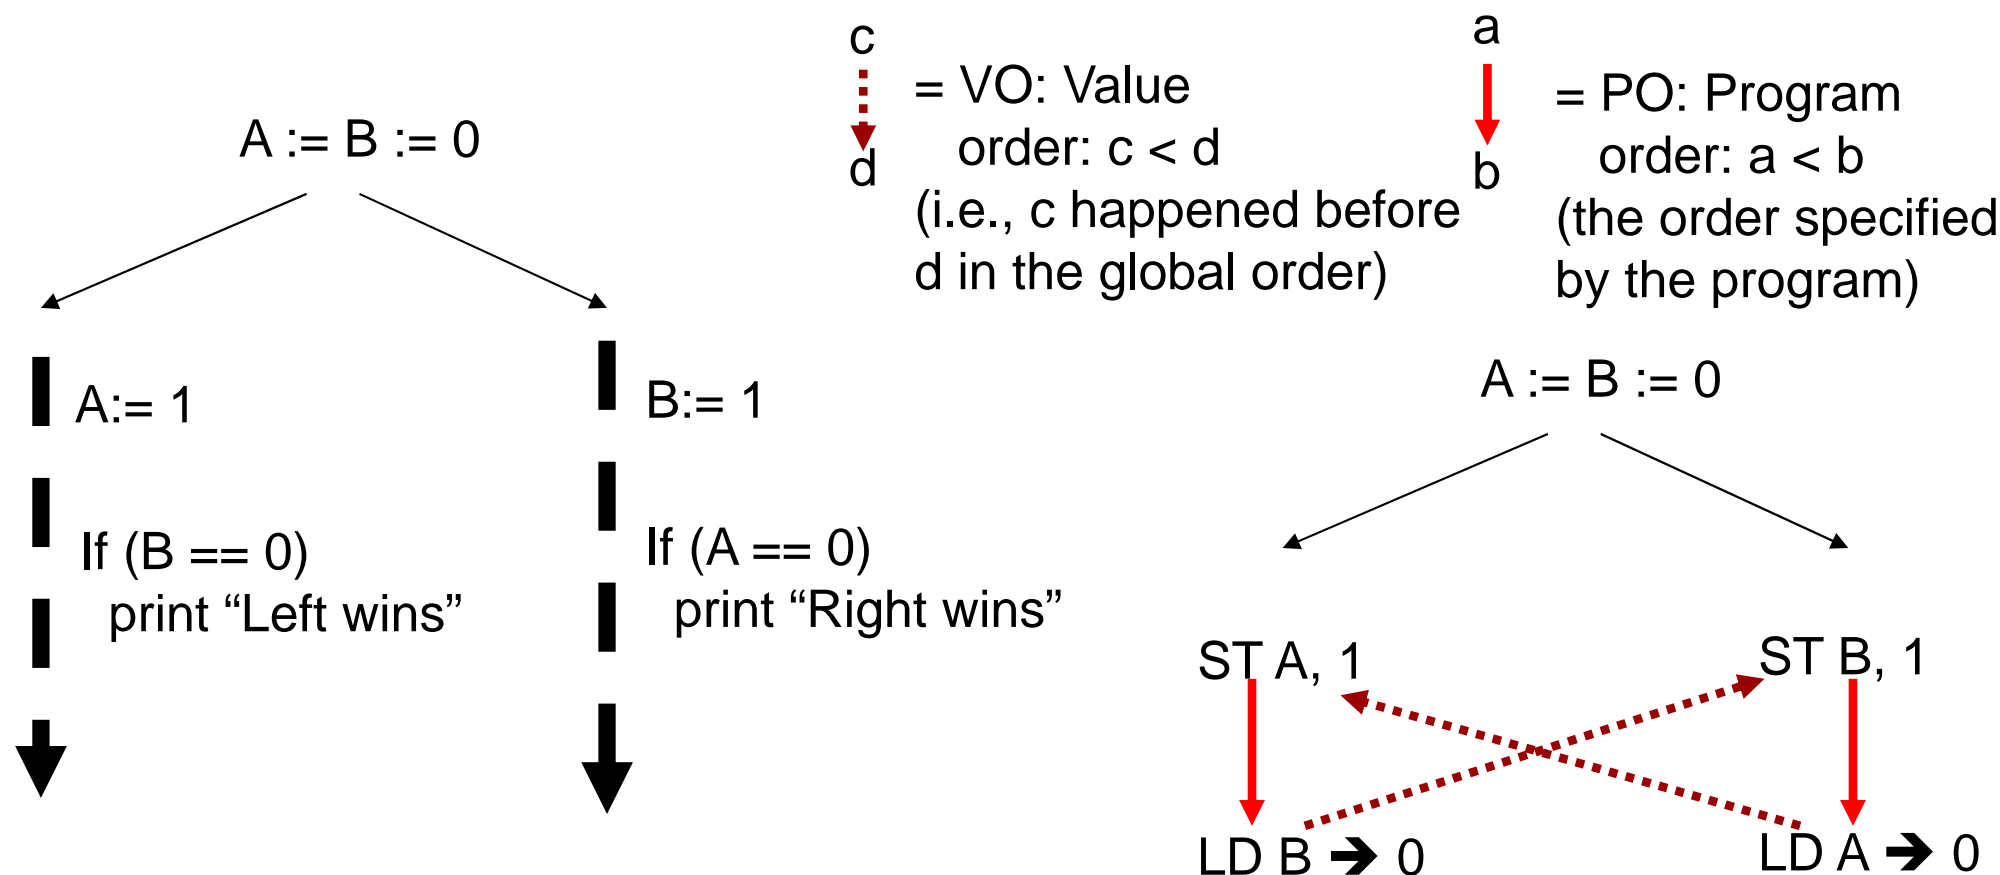 A := B := 0
A:= 1
If (B == 0)
print “Left wins”
B:= 1
If (A == 0)
print “Right wins”
c
d
= VO: Value
order: c < d
(i.e., c happened before
d in the global order)
a
b
= PO: Program
order: a < b
(the order specified
by the program)
A := B := 0
ST A, 1
ST B, 1
LD B ➔ 0
LD A ➔ 0